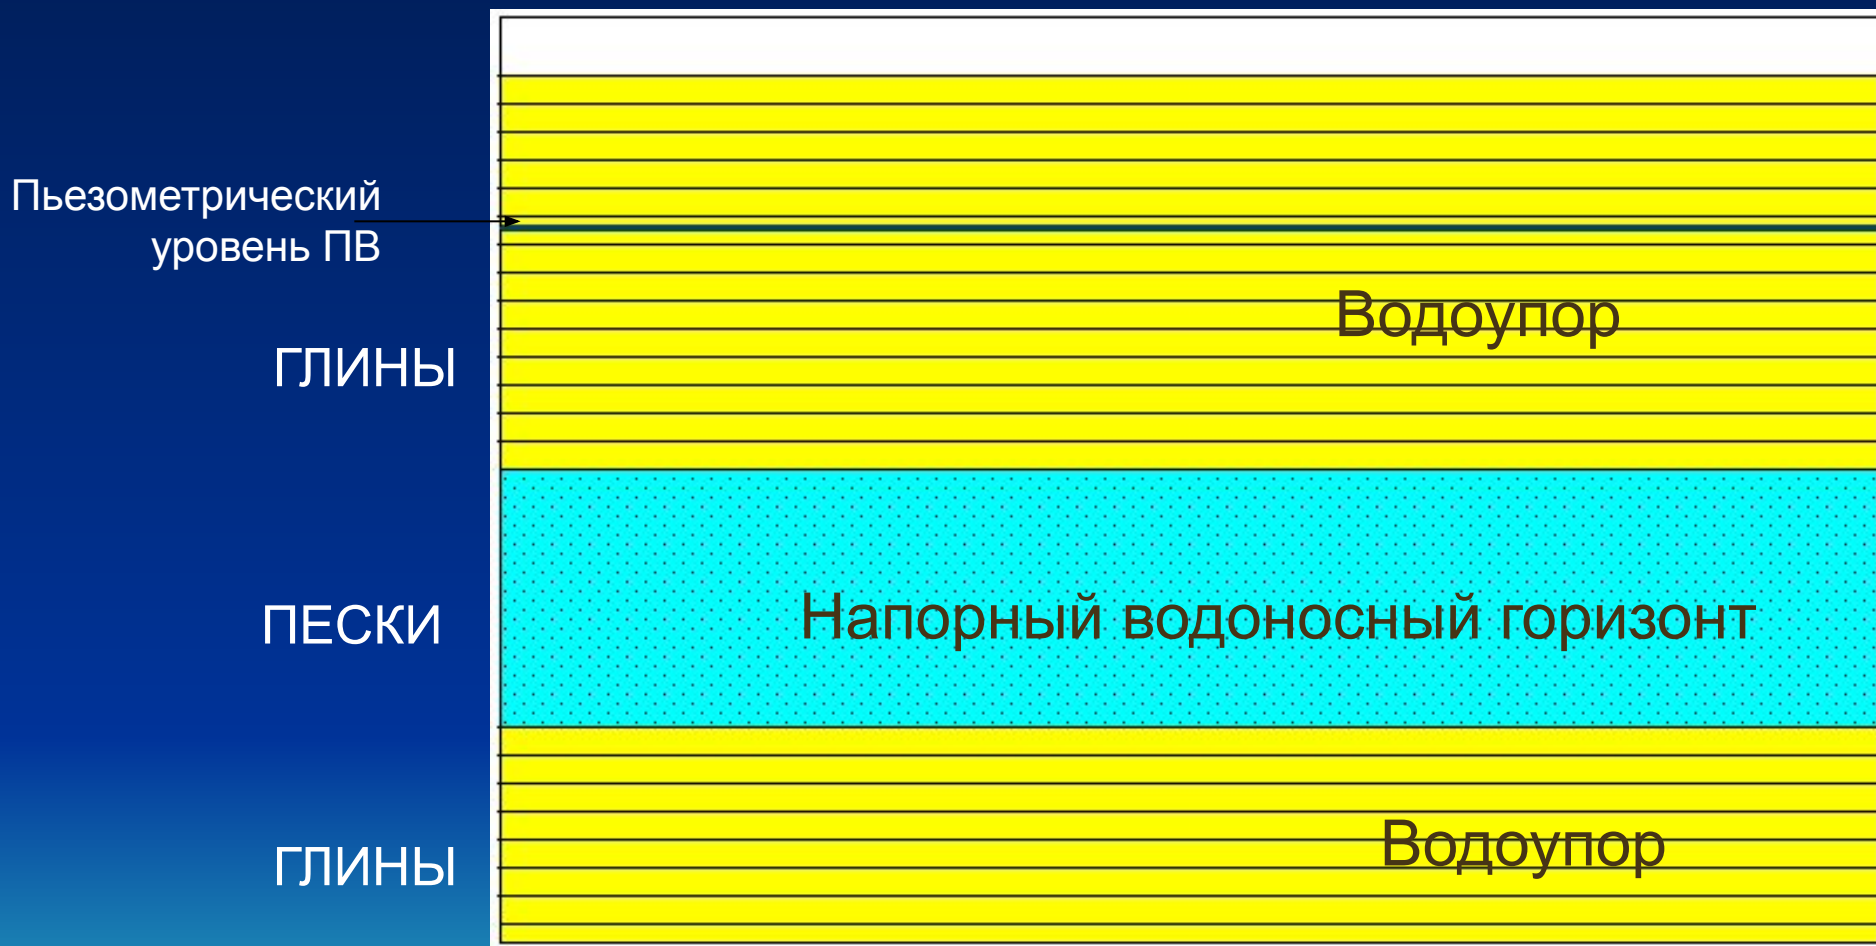 Пьезометрический
уровень ПВ
Водоупор
ГЛИНЫ
ПЕСКИ
Напорный водоносный горизонт
ГЛИНЫ
Водоупор